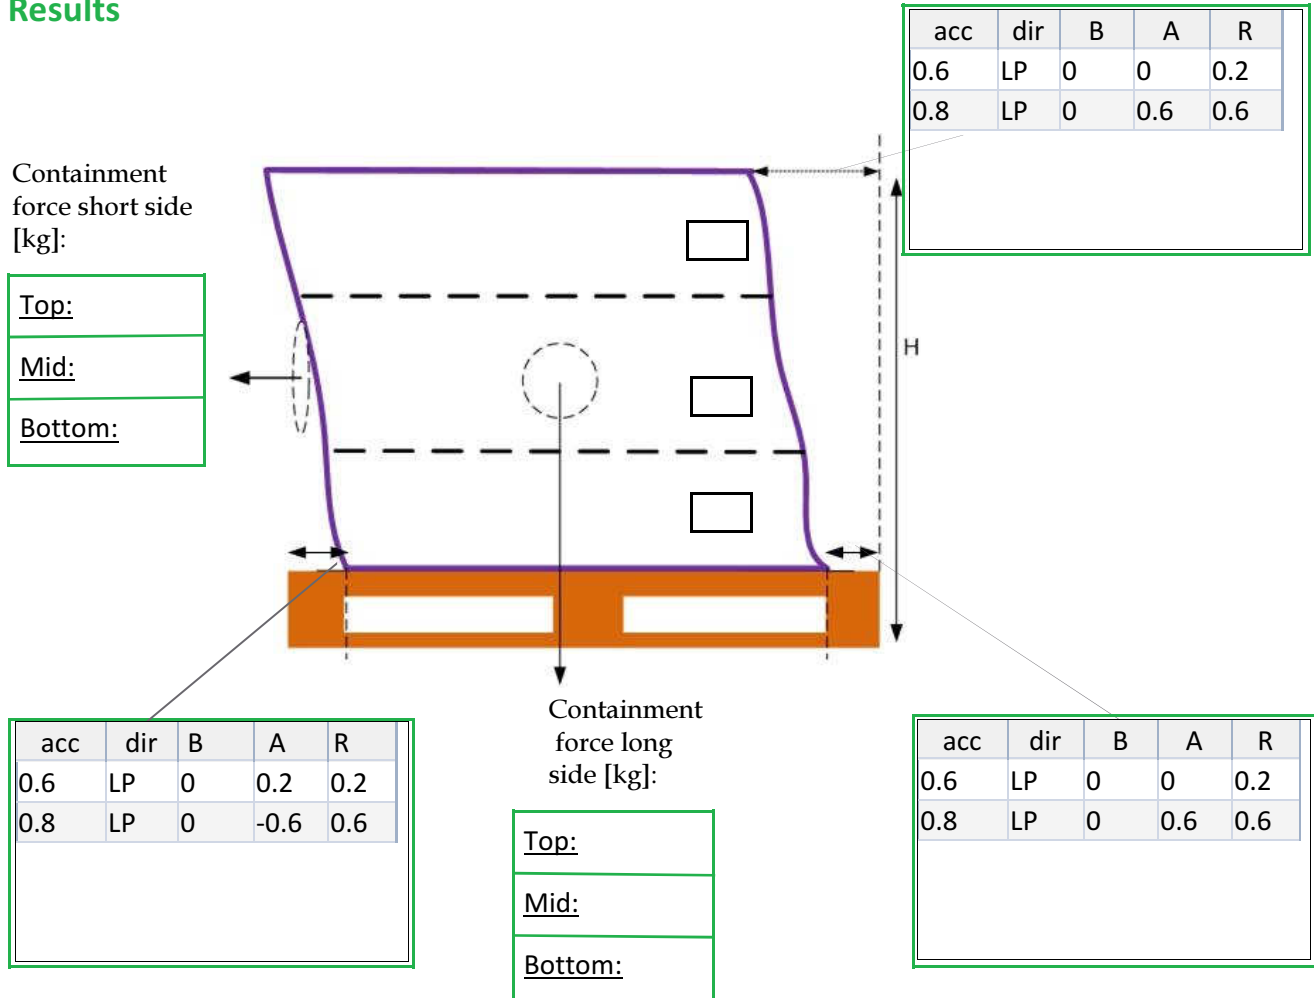 Results
acc dir B A R
0.6 LP 0 0 0.2
0.8 LP 0 0.6 0.6
Containment
force short side
[kg]:
Top:
Mid:
Bottom:
H
acc dir B A R
0.6 LP 0 0.2 0.2
0.8 LP 0 -0.6 0.6
Containment
force long
side [kg]:
Top:
Mid:
Bottom:
acc dir B A R
0.6 LP 0 0 0.2
0.8 LP 0 0.6 0.6